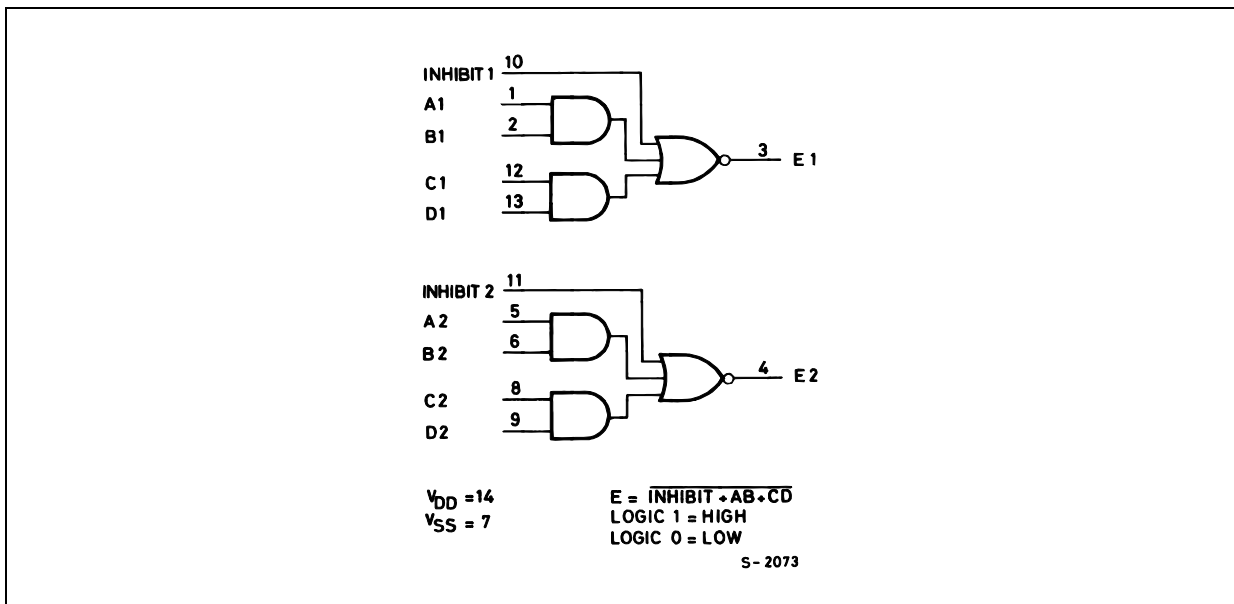 INHIBIT 1 10
A1 1
B1 2
3 E1
C1 12
D1 13
INHIBIT 2 11
A2 5
B2 6
4 E2
C2 8
D2 9
VDD = 14
VSS = 7
E = INHIBIT + AB + CD
LOGIC 1 = HIGH
LOGIC 0 = LOW
S-2073